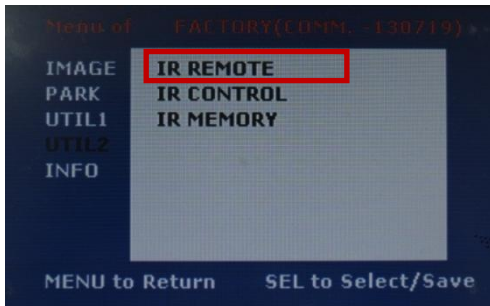 Menu of FACTORY(COMM. -130719)
IMAGE IR REMOTE
PARK IR CONTROL
UTIL1 IR MEMORY
UTIL2
INFO
MENU to Return SEL to Select/Save